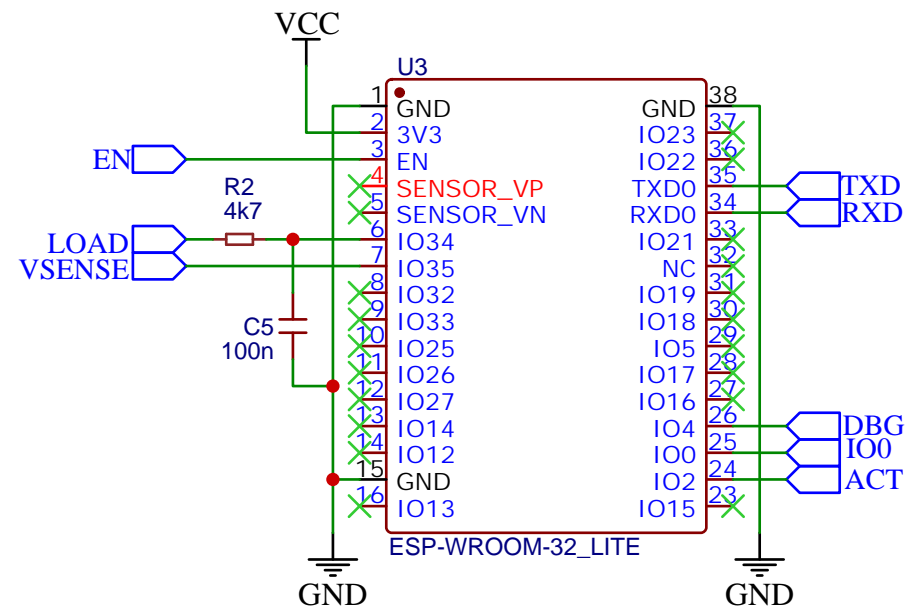 VCC
U3
1 GND
2 3V3
3 EN
4 SENSOR_VP
5 SENSOR_VN
6 IO34
7 IO35
8 IO32
9 IO33
10 IO25
11 IO26
12 IO27
13 IO14
14 IO12
15 GND
16 IO13
EN
R2
4k7
LOAD
VSENSE
C5
100n
GND 38
IO23 37
IO22 36
TXD0 35
RXD0 34
IO21 33
NC 32
IO19 31
IO18 30
IO5 29
IO17 28
IO16 27
IO4 26
IO0 25
IO2 24
IO15 23
TXD
RXD
DBG
IO0
ACT
ESP-WROOM-32_LITE
GND
GND